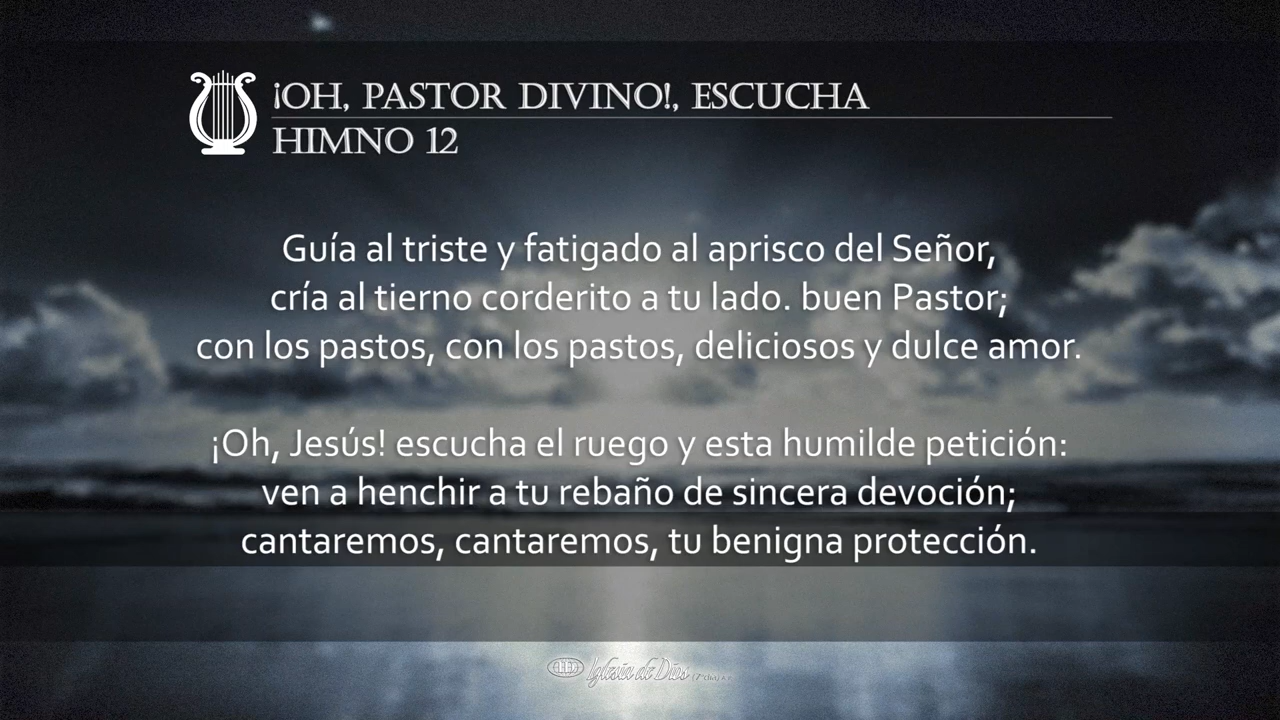 ¡OH, PASTOR DIVINO!, ESCUCHA
HIMNO 12
Guía al triste y fatigado al aprisco del Señor,
cría al tierno corderito a tu lado. buen Pastor;
con los pastos, con los pastos, deliciosos y dulce amor.
¡Oh, Jesús! escucha el ruego y esta humilde petición:
ven a henchir a tu rebaño de sincera devoción;
cantaremos, cantaremos, tu benigna protección.
Iglesia de Dios